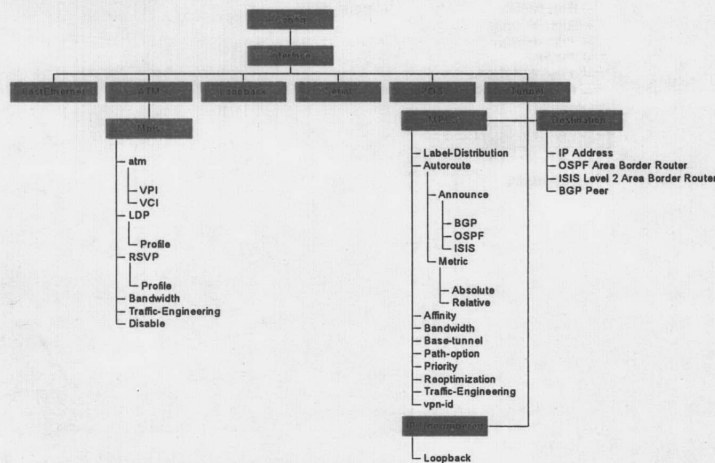 Interface
FastEthernet
ATM
Loopback
Tunnel
Mpls
Destination
atm
VPI
VCI
LDP
Profile
RSVP
Profile
Bandwidth
Traffic-Engineering
Disable
Label-Distribution
Autoroute
Announce
BGP
OSPF
ISIS
Metric
Absolute
Relative
Affinity
Bandwidth
Base-tunnel
Path-option
Priority
Reoptimization
Traffic-Engineering
vpn-id
IP Address
OSPF Area Border Router
ISIS Level 2 Area Border Router
BGP Peer
Loopback